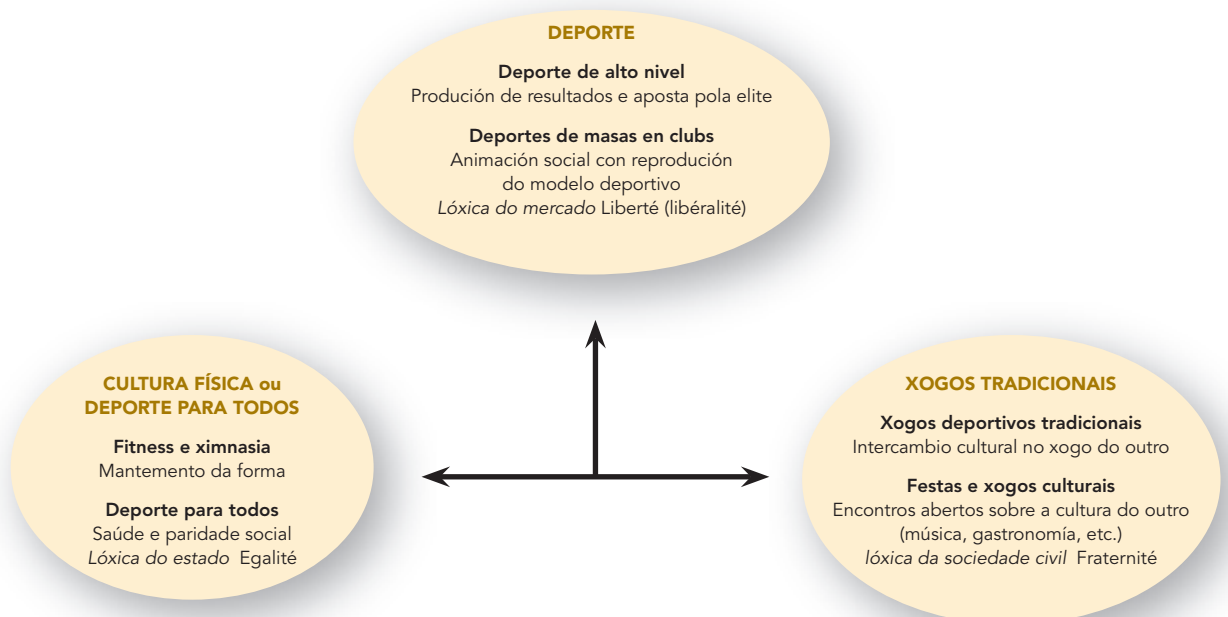 DEPORTE
Deporte de alto nivel
Produción de resultados e aposta pola elite
Deportes de masas en clubs
Animación social con reprodución
do modelo deportivo
Lóxica do mercado Liberté (libéralité)
CULTURA FÍSICA ou
DEPORTE PARA TODOS
Fitness e ximnasia
Mantemento da forma
Deporte para todos
Saúde e paridade social
Lóxica do estado Egalité
XOGOS TRADICIONAIS
Xogos deportivos tradicionais
Intercambio cultural no xogo do outro
Festas e xogos culturais
Encontros abertos sobre a cultura do outro
(música, gastronomía, etc.)
lóxica da sociedade civil Fraternité